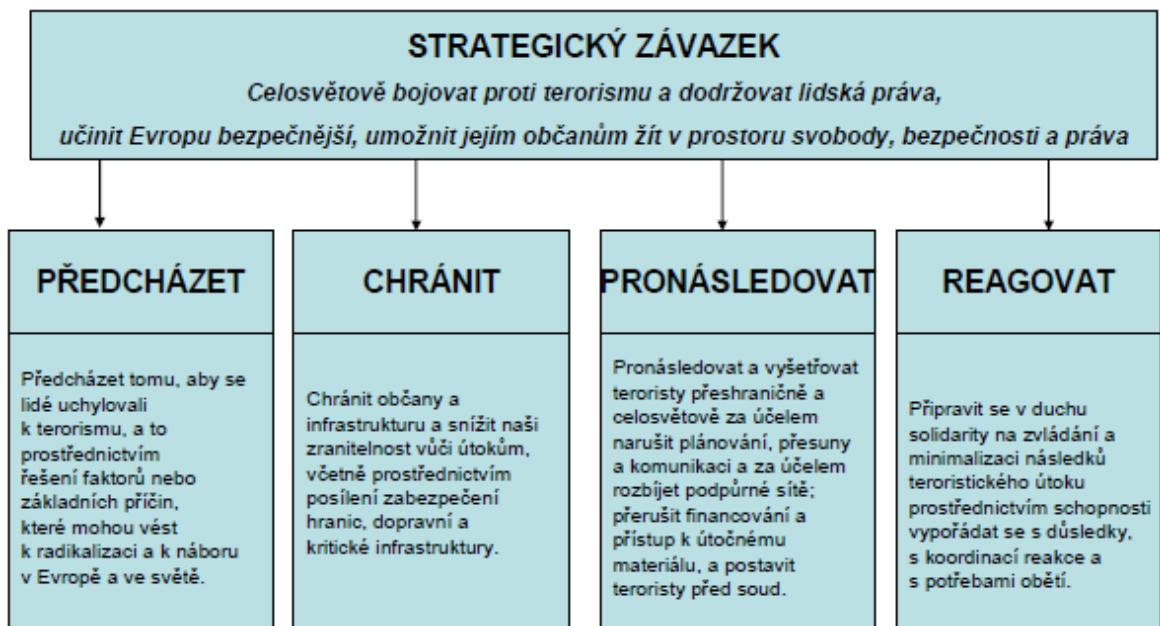 STRATEGICKÝ ZÁVAZEK
Celosvětově bojovat proti terorismu a dodržovat lidská práva,
učinit Evropu bezpečnější, umožnit jejím občanům žít v prostoru svobody, bezpečnosti a práva
PŘEDCHÁZET
Předcházet tomu, aby se
lidé uchylovali
k terorismu, a to
prostřednictvím
řešení faktorů nebo
základních příčin,
které mohou vést
k radikalizaci a k náboru
v Evropě a ve světě.
CHRÁNIT
Chránit občany a
infrastrukturu a snížit naši
zranitelnost vůči útokům,
včetně prostřednictvím
posílení zabezpečení
hranic, dopravní a
kritické infrastruktury.
PRONÁSLEDOVAT
Pronásledovat a vyšetřovat
teroristy přeshraničně a
celosvětově za účelem
narušit plánování, přesuny
a komunikaci a za účelem
rozbíjet podpůrné sítě;
přerušit financování a
přístup k útočnému
materiálu, a postavit
teroristy před soud.
REAGOVAT
Připravit se v duchu
solidarity na zvládání a
minimalizaci následků
teroristického útoku
prostřednictvím schopnosti
vypořádat se s důsledky,
s koordinací reakce a
s potřebami obětí.